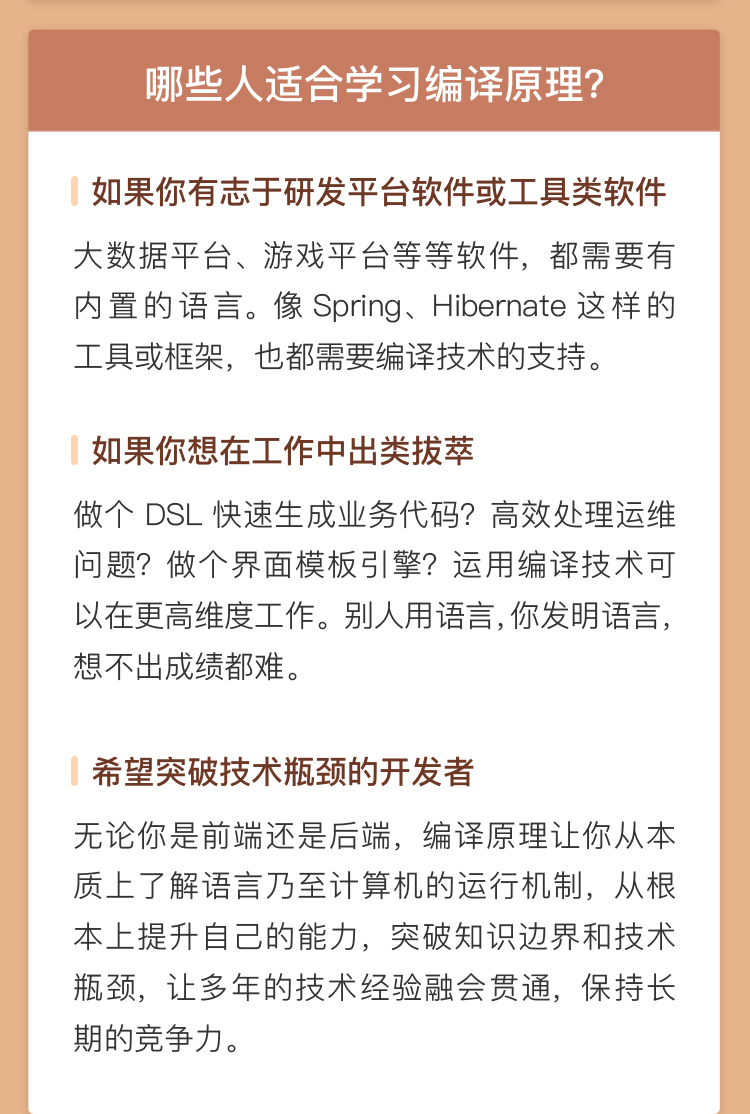 哪些人适合学习编译原理？
如果你有志于研发平台软件或工具类软件
大数据平台、游戏平台等等软件，都需要有
内置的语言。像 Spring、Hibernate 这样的
工具或框架，也都需要编译技术的支持。
如果你想在工作中出类拔萃
做个 DSL 快速生成业务代码？高效处理运维
问题？做个界面模板引擎？运用编译技术可
以在更高维度工作。别人用语言，你发明语言，
想不出成绩都难。
希望突破技术瓶颈的开发者
无论你是前端还是后端，编译原理让你从本
质上了解语言乃至计算机的运行机制，从根
本上提升自己的能力，突破知识边界和技术
瓶颈，让多年的技术经验融会贯通，保持长
期的竞争力。